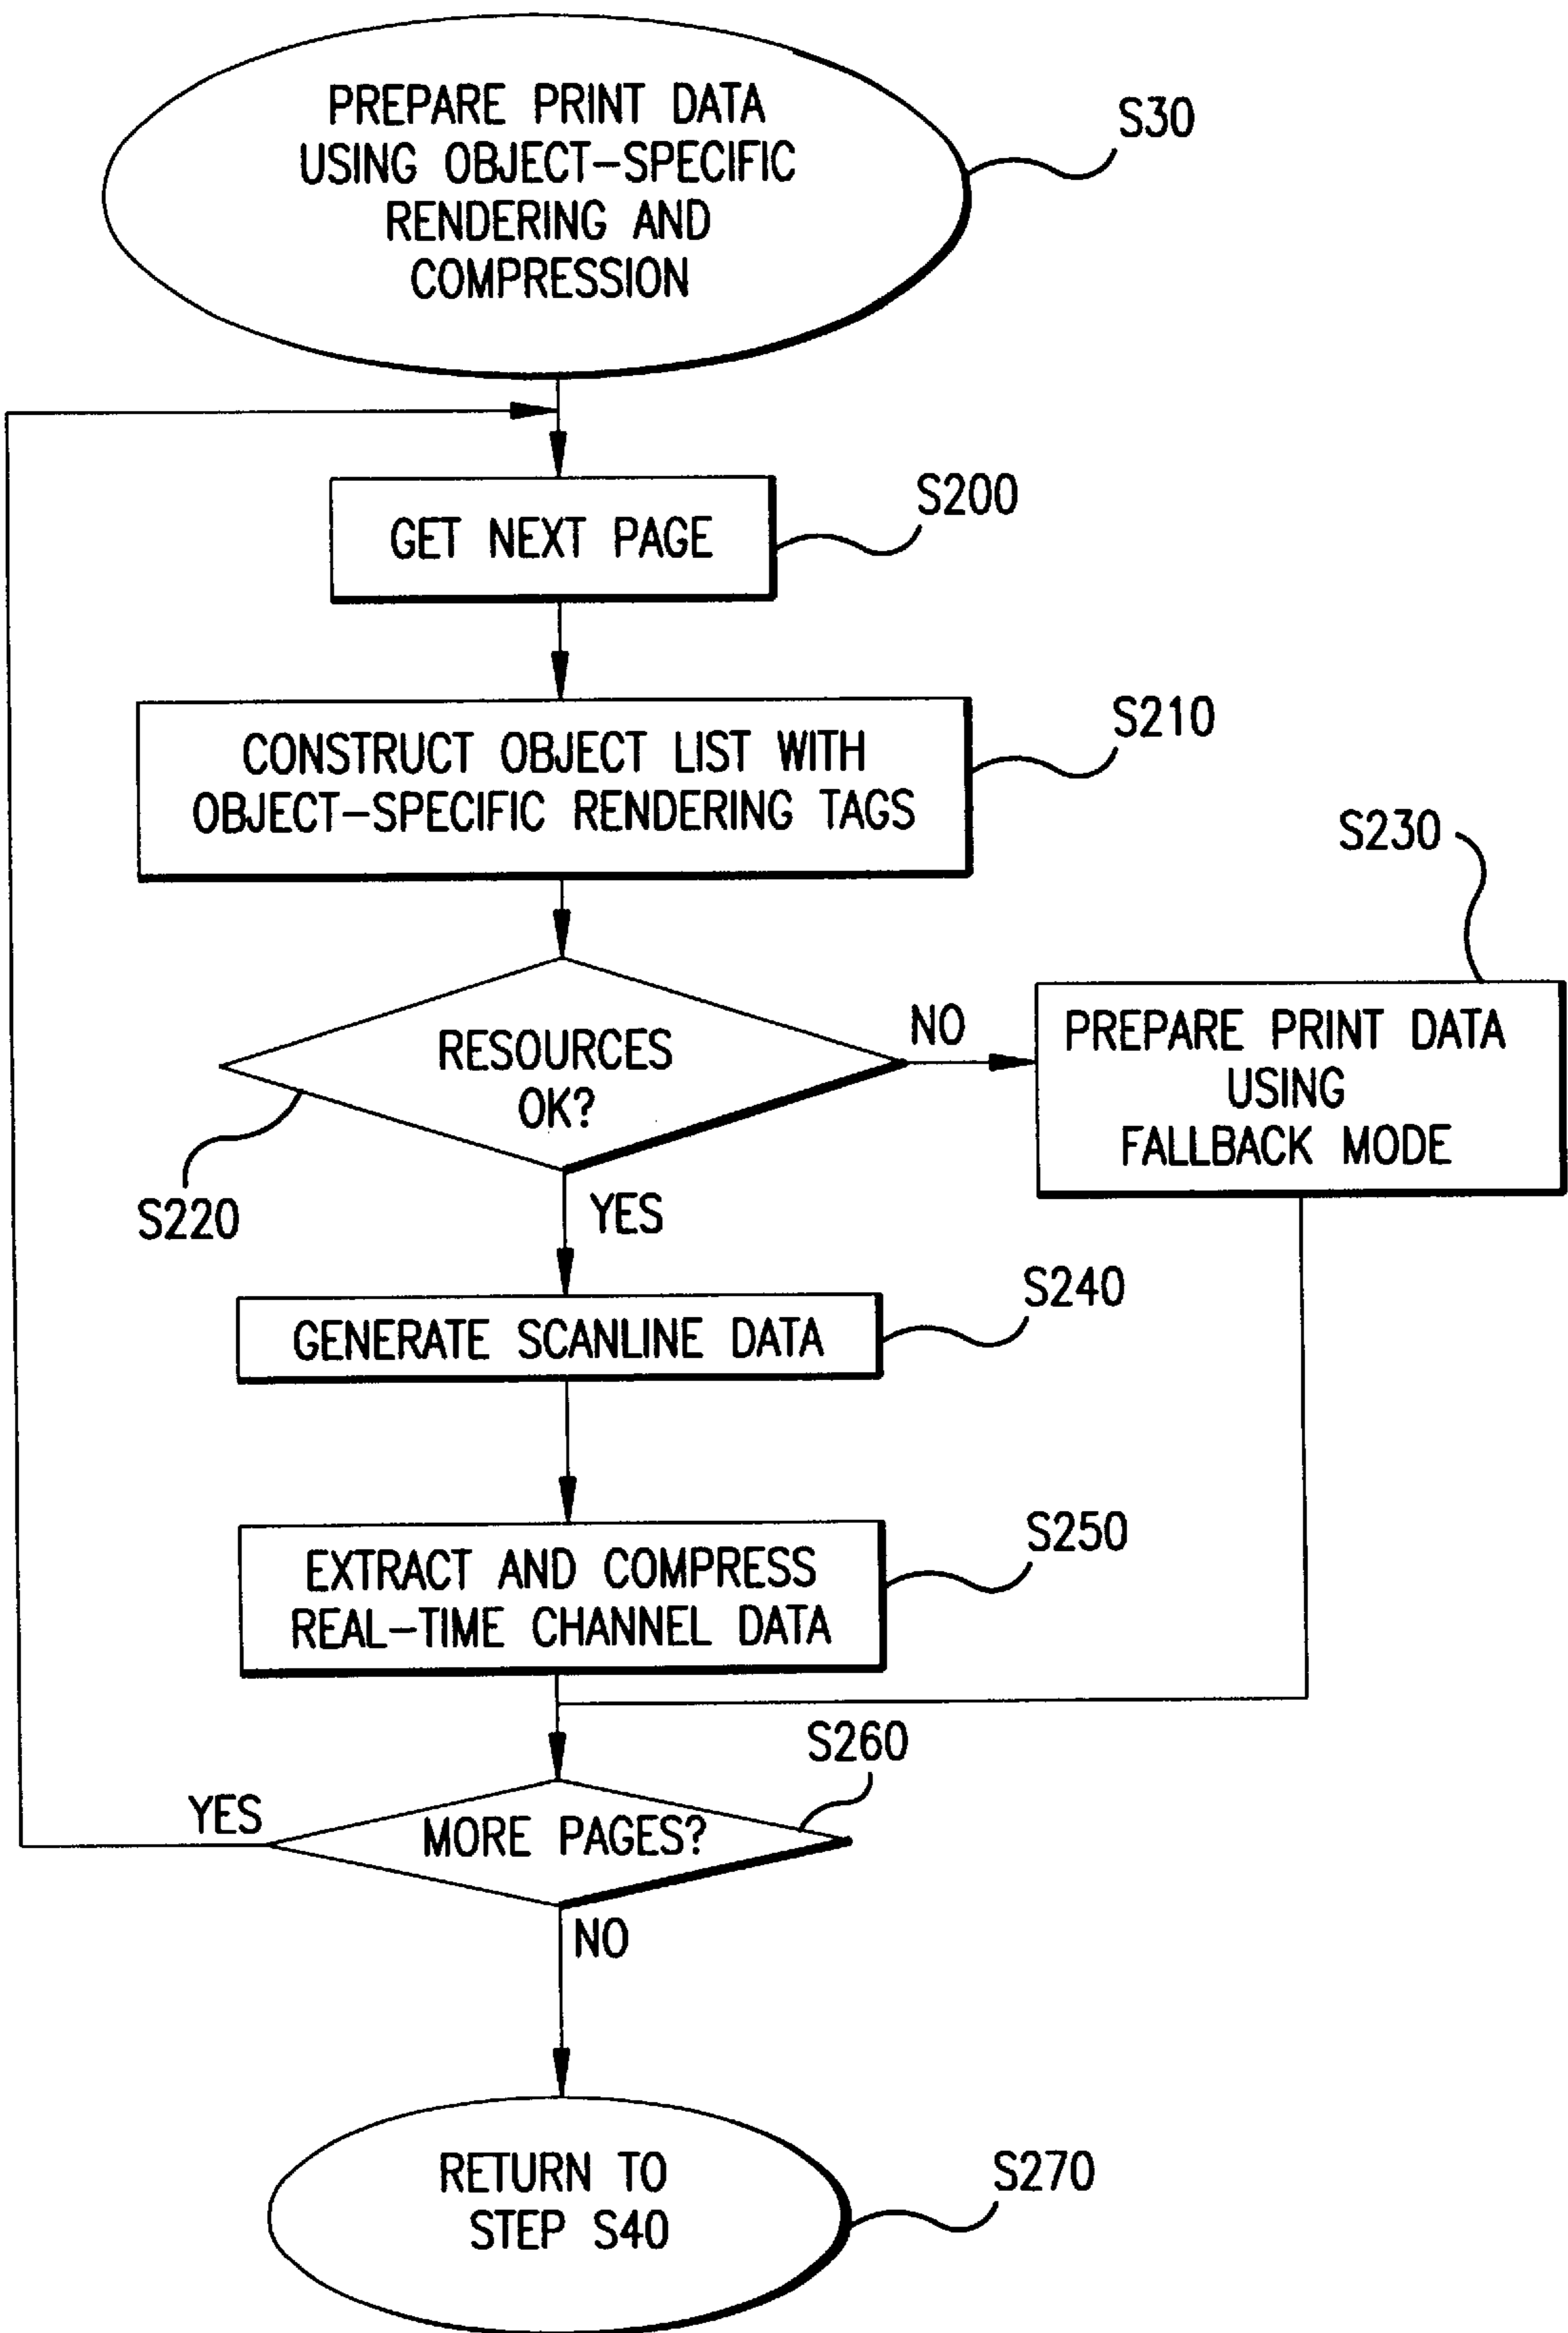 PREPARE PRINT DATA
USING OBJECT-SPECIFIC
RENDERING AND
COMPRESSION
S30
GET NEXT PAGE
S200
CONSTRUCT OBJECT LIST WITH
OBJECT-SPECIFIC RENDERING TAGS
S210
RESOURCES
OK?
S220
NO
S230
PREPARE PRINT DATA
USING
FALLBACK MODE
YES
GENERATE SCANLINE DATA
S240
EXTRACT AND COMPRESS
REAL-TIME CHANNEL DATA
S250
MORE PAGES?
S260
YES
NO
RETURN TO
STEP S40
S270